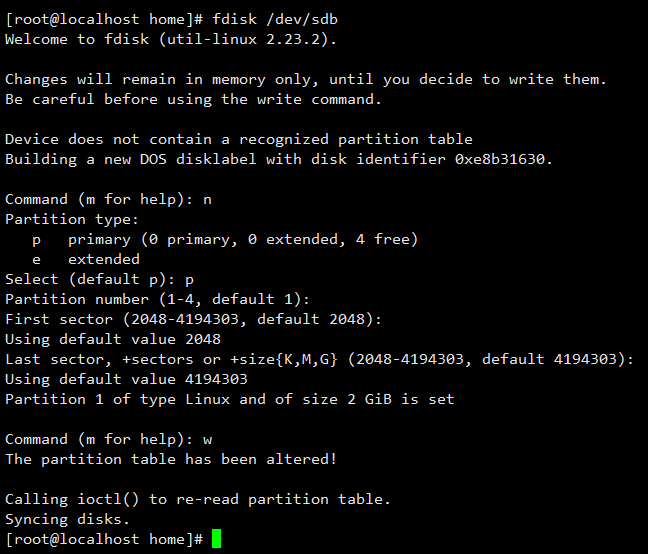 [root@localhost home]# fdisk /dev/sdb
Welcome to fdisk (util-linux 2.23.2).

Changes will remain in memory only, until you decide to write them.
Be careful before using the write command.

Device does not contain a recognized partition table
Building a new DOS disklabel with disk identifier 0xe8b31630.

Command (m for help): n
Partition type:
   p   primary (0 primary, 0 extended, 4 free)
   e   extended
Select (default p): p
Partition number (1-4, default 1):
First sector (2048-4194303, default 2048):
Using default value 2048
Last sector, +sectors or +size{K,M,G} (2048-4194303, default 4194303):
Using default value 4194303
Partition 1 of type Linux and of size 2 GiB is set

Command (m for help): w
The partition table has been altered!

Calling ioctl() to re-read partition table.
Syncing disks.
[root@localhost home]#